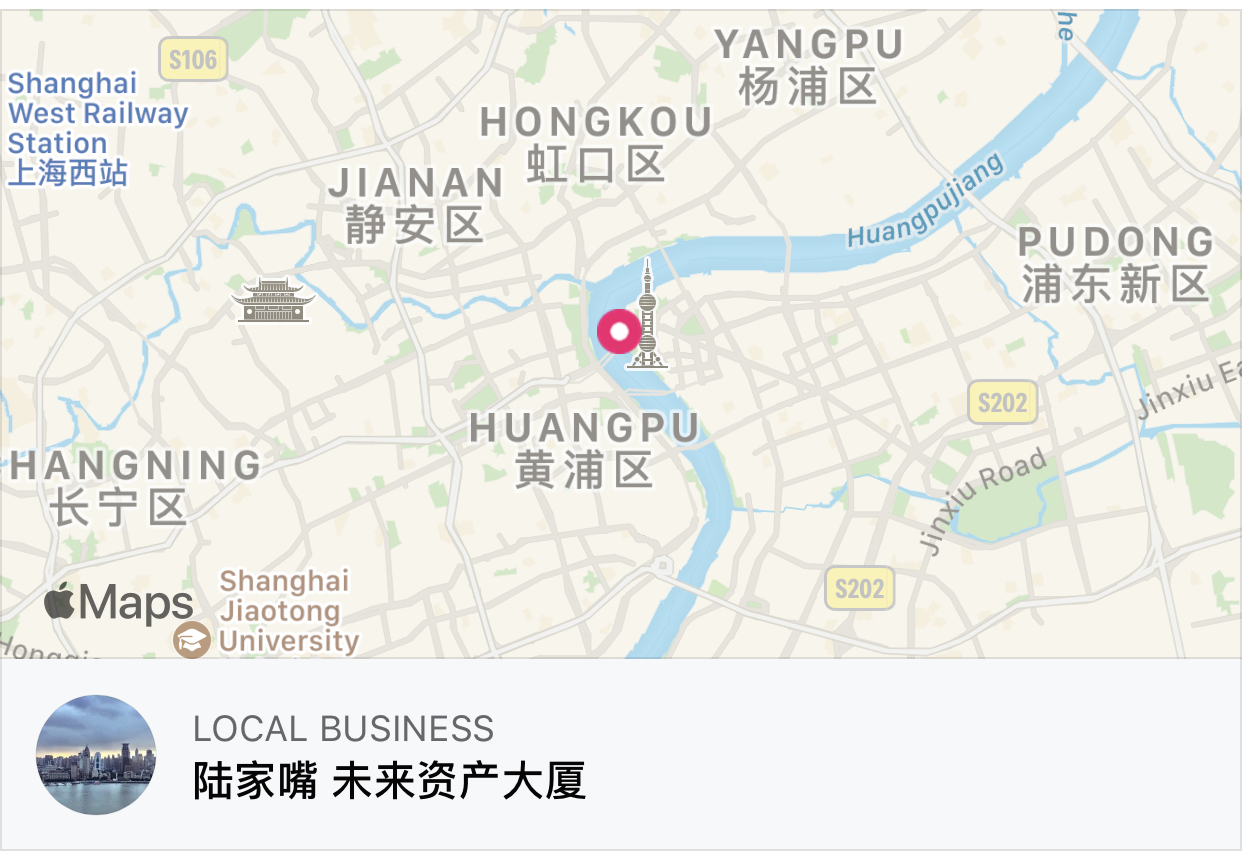 S106
he
YANGPU
杨浦区
Shanghai
West Railway
Station
上海西站
HONGKOU
虹口区
JIANAN
静安区
Huangpujiang
PUDONG
浦东新区
S202
Jinxiu Ea
HUANGPU
黄浦区
HANGNING
长宁区
Jinxiu Road
S202
Maps
Shanghai
Jiaotong
University
Hongqi
LOCAL BUSINESS
陆家嘴 未来资产大厦